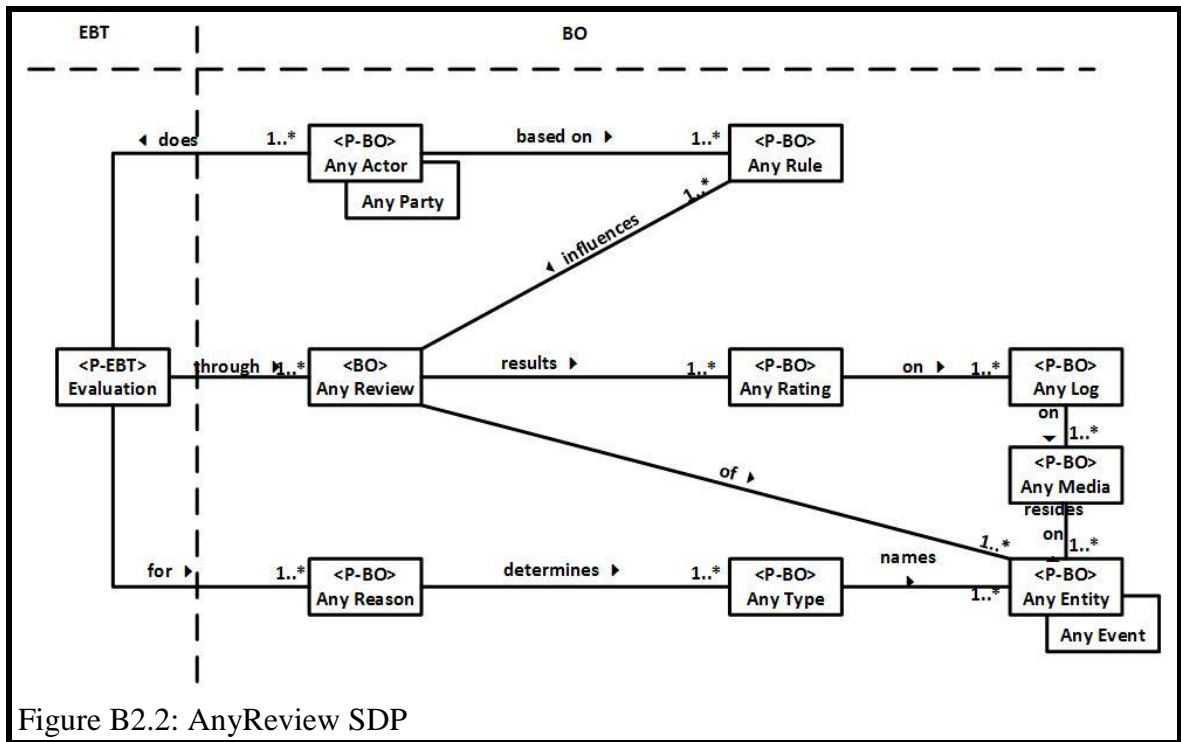 EBT BO
◄ does 1..* <P-BO> based on ► 1..* <P-BO>
Any Actor Any Rule
Any Party 1..*
◄ influences
<P-EBT> through ► 1..* <BO> results ► 1..* <P-BO> on ► 1..* <P-BO>
Evaluation Any Review Any Rating Any Log
on
▼ 1..*
<P-BO>
Any Media
of ► resides
on 1..*
1..*
for ► 1..* <P-BO> determines ► 1..* <P-BO> names ► 1..* <P-BO>
Any Reason Any Type Any Entity
Any Event
Figure B2.2: AnyReview SDP